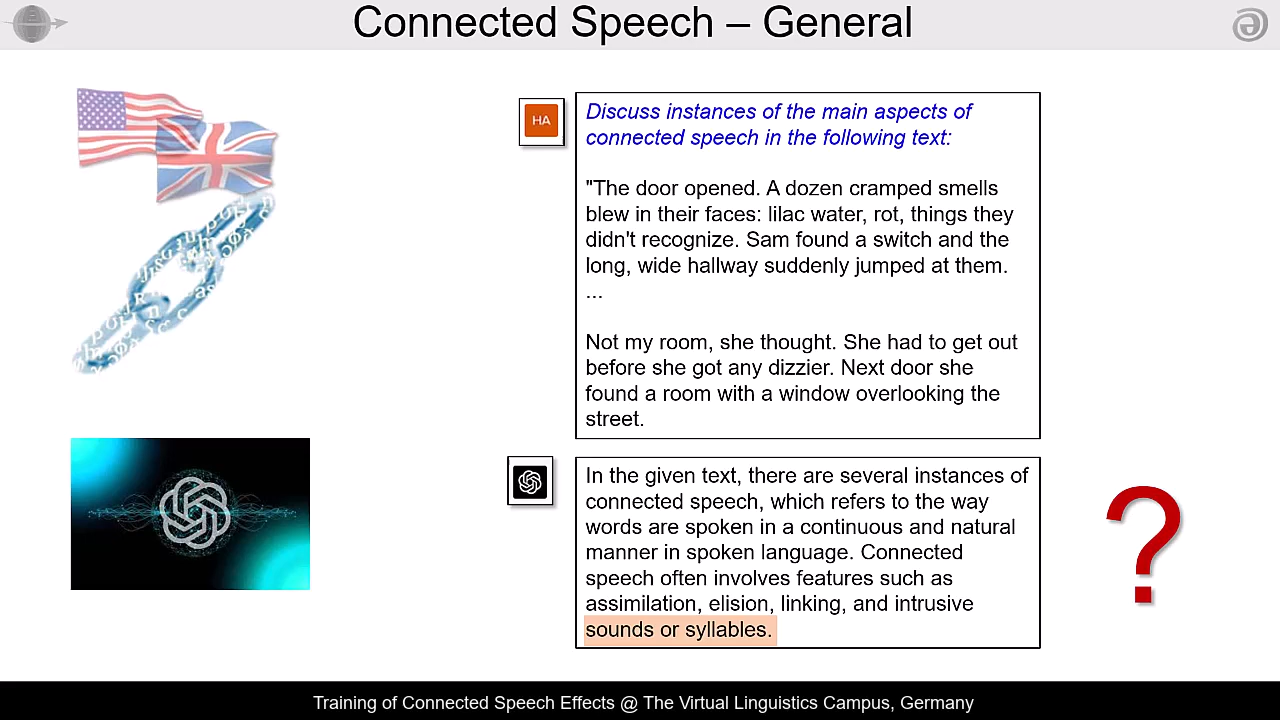 Connected Speech – General
HA
Discuss instances of the main aspects of
connected speech in the following text:
"The door opened. A dozen cramped smells
blew in their faces: lilac water, rot, things they
didn't recognize. Sam found a switch and the
long, wide hallway suddenly jumped at them.
...
Not my room, she thought. She had to get out
before she got any dizzier. Next door she
found a room with a window overlooking the
street.
In the given text, there are several instances of
connected speech, which refers to the way
words are spoken in a continuous and natural
manner in spoken language. Connected
speech often involves features such as
assimilation, elision, linking, and intrusive
sounds or syllables.
?
Training of Connected Speech Effects @ The Virtual Linguistics Campus, Germany